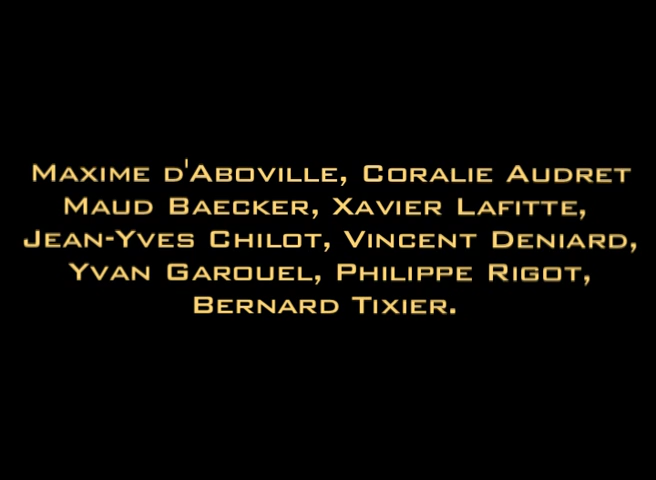 Maxime d'Aboville, Coralie Audret
Maud Baecker, Xavier Lafitte,
Jean-Yves Chilot, Vincent Deniard,
Yvan Garouel, Philippe Rigot,
Bernard Tixier.